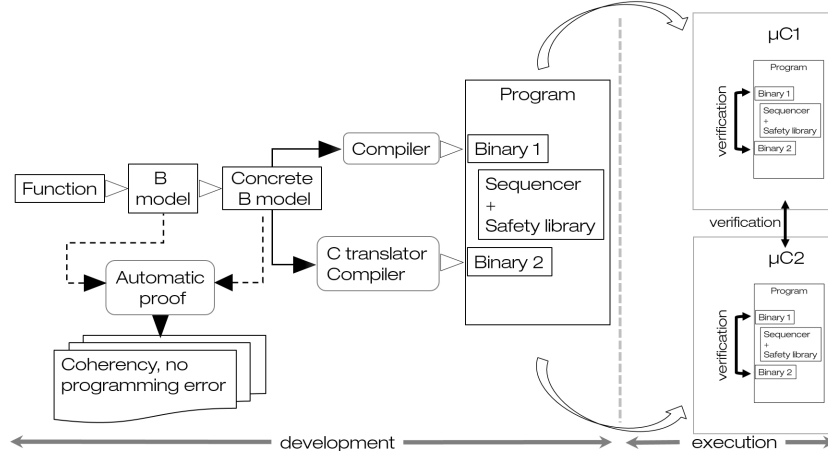 Function
B
model
Concrete
B model
Automatic
proof
Coherency, no
programming error
Compiler
C translator
Compiler
Program
Binary 1
Sequencer
+
Safety library
Binary 2
µC1
Program
verification
Binary 1
Sequencer
+
Safety library
Binary 2
verification
µC2
Program
verification
Binary 1
Sequencer
+
Safety library
Binary 2
development
execution